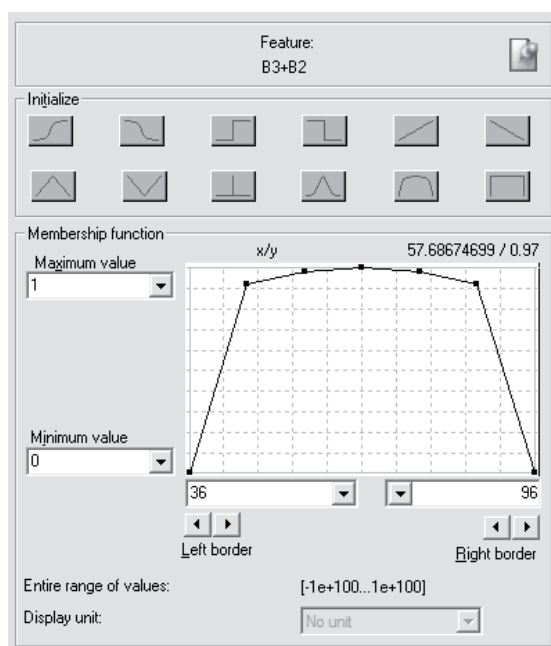 Feature:
B3+B2
Initialize
Membership function
x/y
57.68674699 / 0.97
Maximum value
1
Minimum value
0
36
96
Left border
Right border
Entire range of values:
[-1e+100...1e+100]
Display unit:
No unit